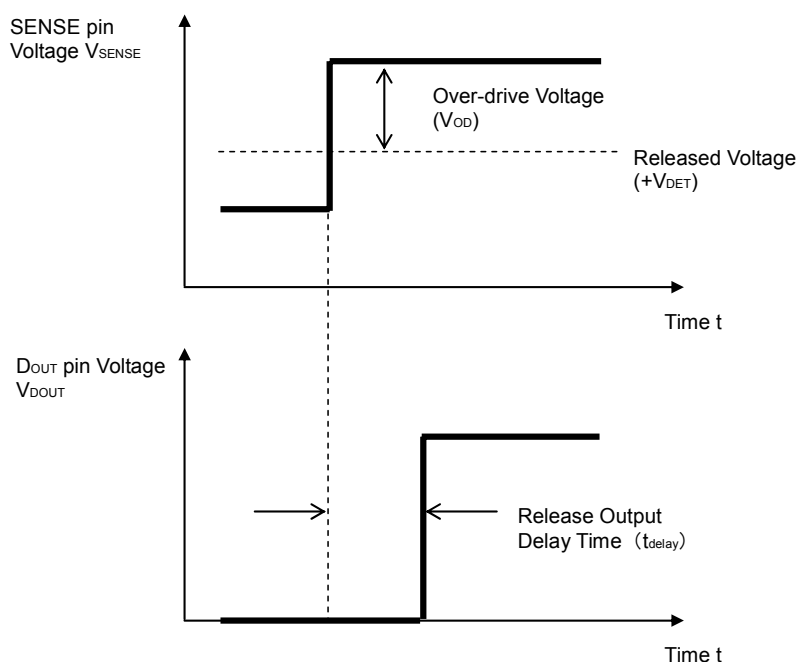 SENSE pin
Voltage VSENSE
Over-drive Voltage
(VOD)
Released Voltage
(+VDET)
Time t
DOUT pin Voltage
VDOUT
Release Output
Delay Time（tdelay）
Time t